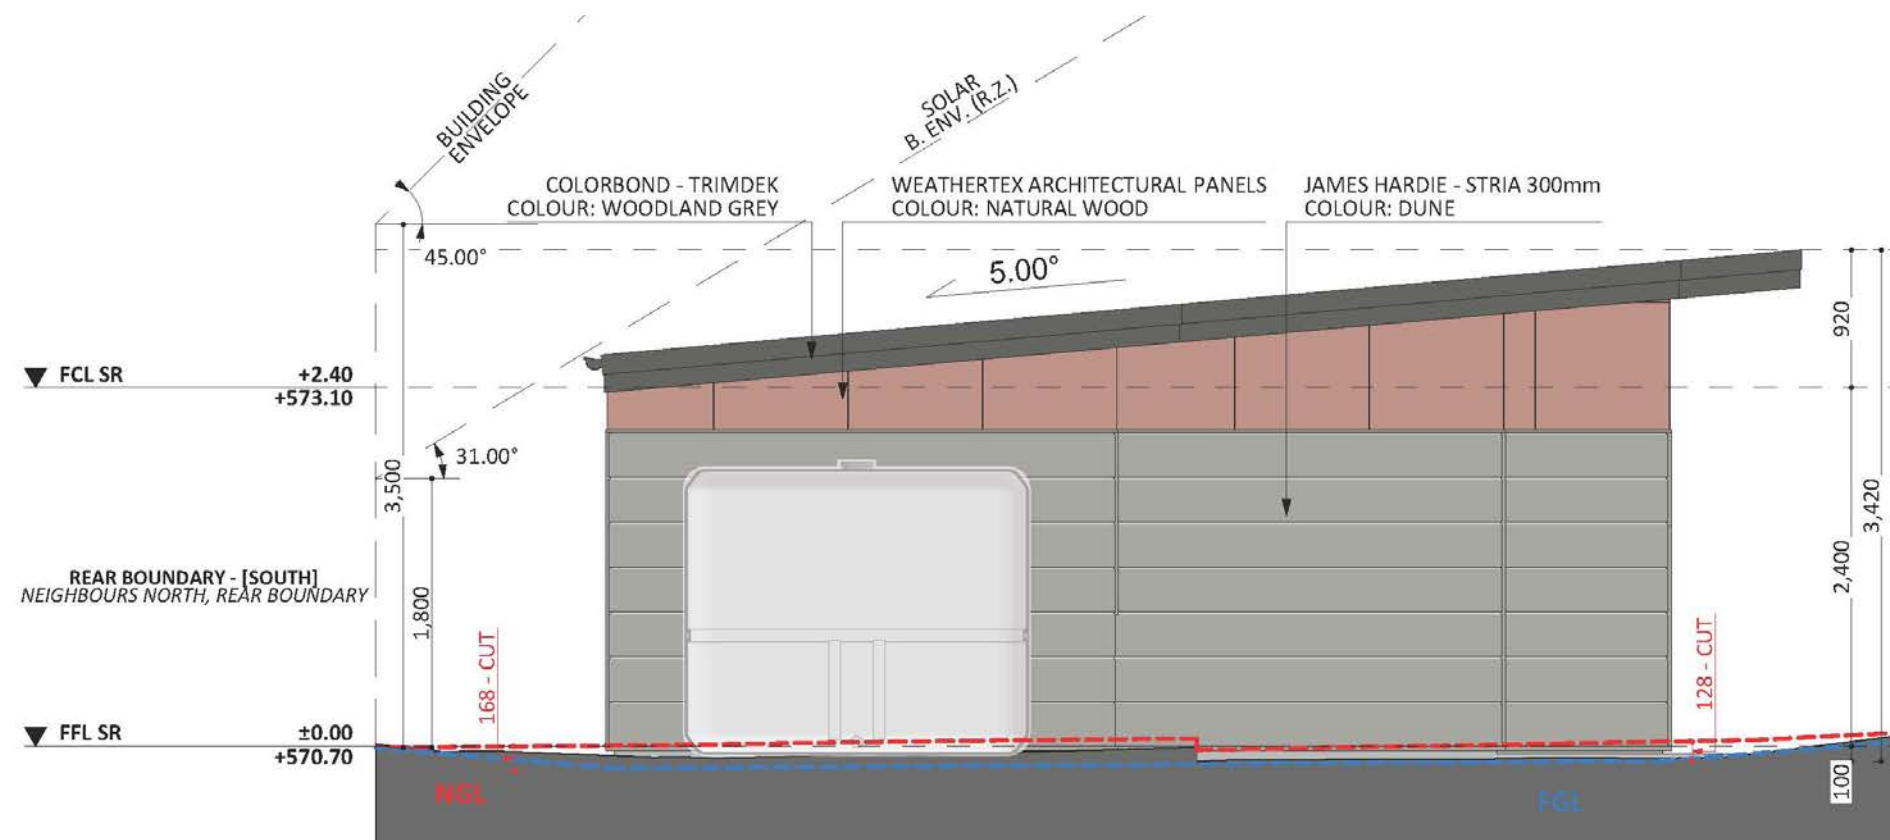 BUILDING
ENVELOPE
SOLAR
B. ENV. (R.Z.)
COLORBOND - TRIMDEK
COLOUR: WOODLAND GREY
WEATHERTEX ARCHITECTURAL PANELS
COLOUR: NATURAL WOOD
JAMES HARDIE - STRIA 300mm
COLOUR: DUNE
45.00°
5.00°
920
FCL SR +2.40
+573.10
31.00°
3,500
3,420
2,400
REAR BOUNDARY - [SOUTH]
NEIGHBOURS NORTH, REAR BOUNDARY
1,800
168 - CUT
128 - CUT
FFL SR ±0.00
+570.70
100
NGL
FGL